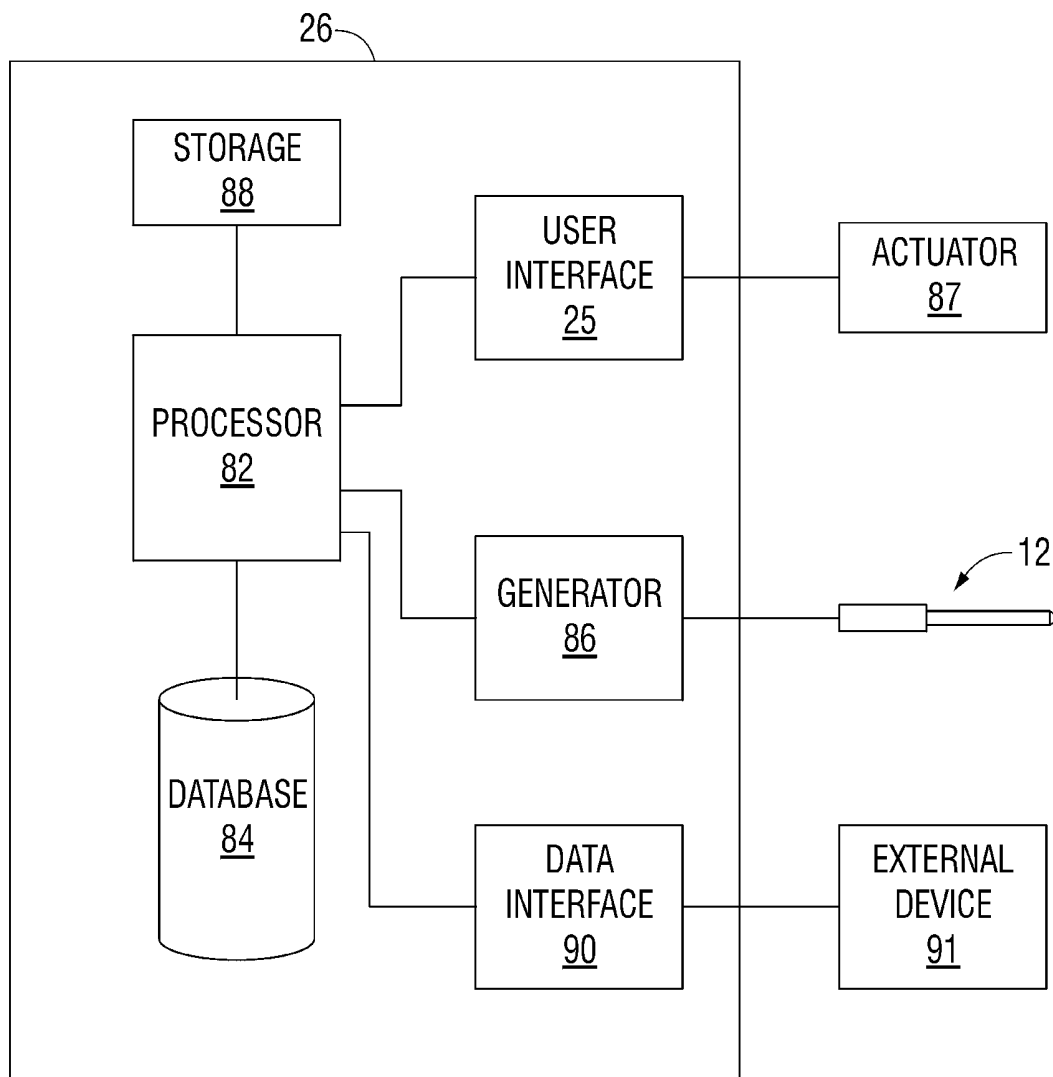 26
STORAGE
88
USER
INTERFACE
25
ACTUATOR
87
PROCESSOR
82
GENERATOR
86
12
DATABASE
84
DATA
INTERFACE
90
EXTERNAL
DEVICE
91